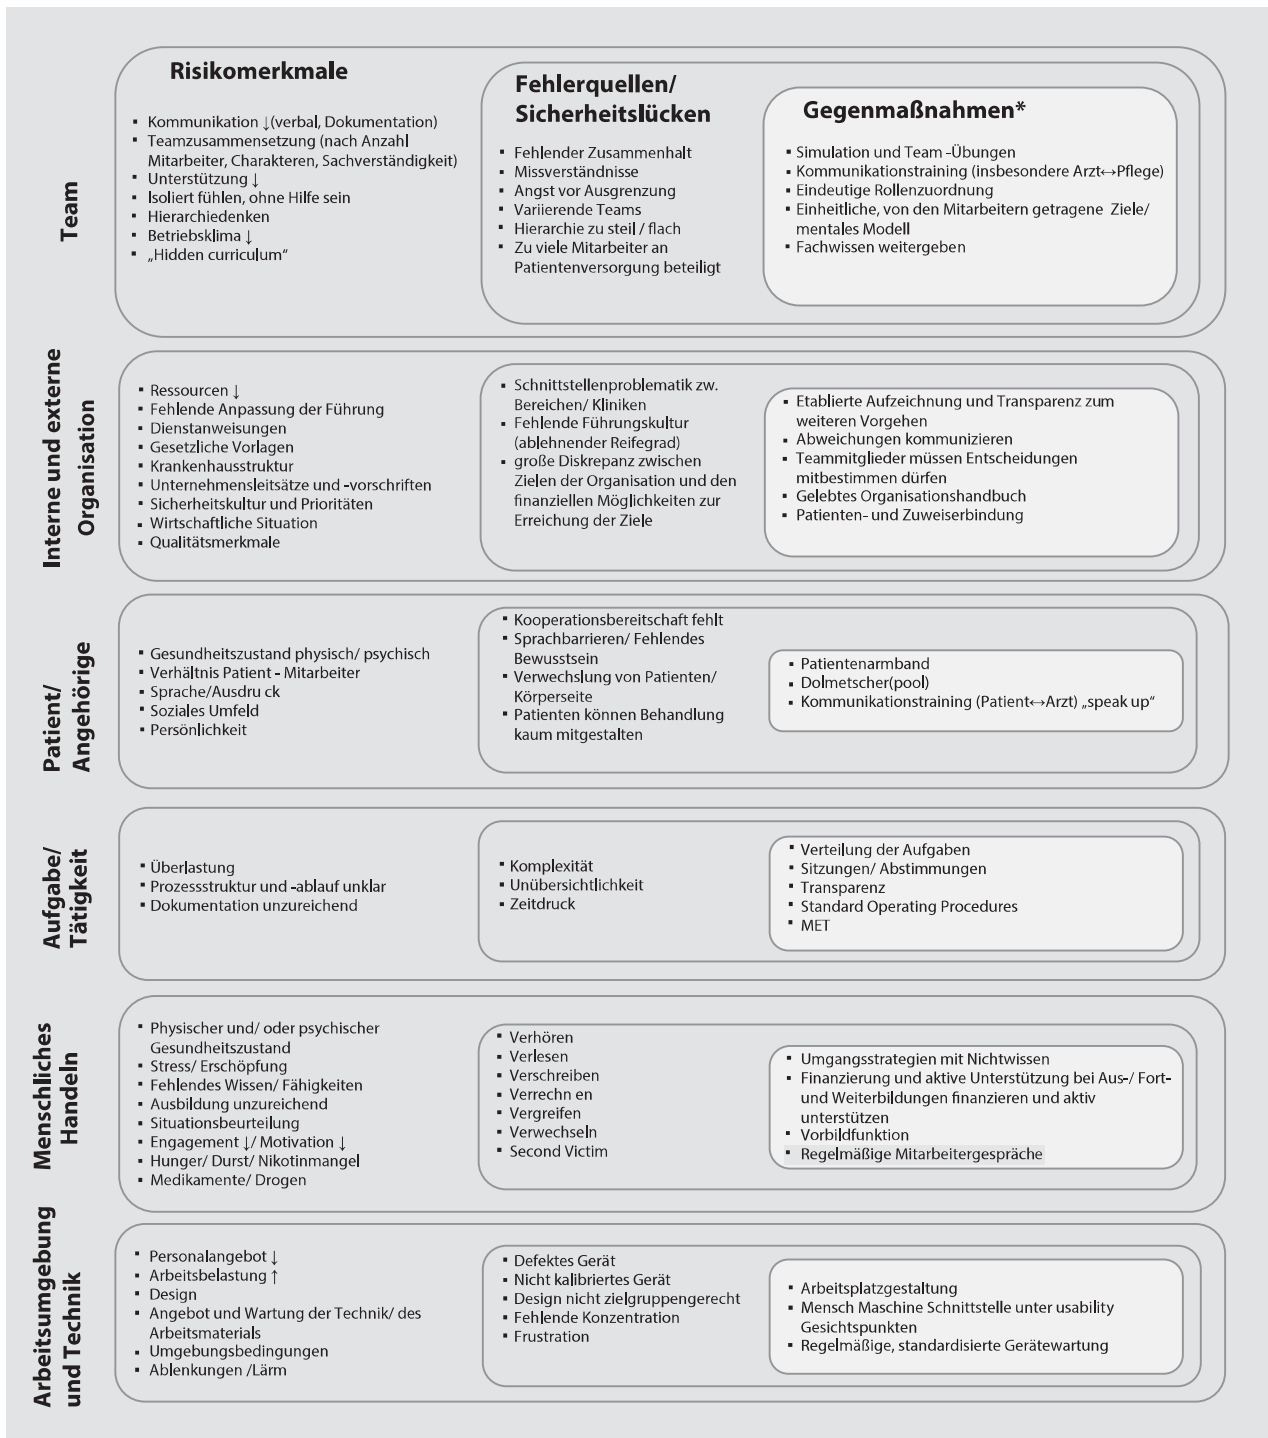 Risikomerkmale
Fehlerquellen/
Sicherheitslücken
Gegenmaßnahmen*
Team
▪ Kommunikation ↓(verbal, Dokumentation)
▪ Teamzusammensetzung (nach Anzahl
Mitarbeiter, Charakteren, Sachverständigkeit)
▪ Unterstützung ↓
▪ Isoliert fühlen, ohne Hilfe sein
▪ Hierarchiedenken
▪ Betriebsklima ↓
▪ „Hidden curriculum“
▪ Fehlender Zusammenhalt
▪ Missverständnisse
▪ Angst vor Ausgrenzung
▪ Variierende Teams
▪ Hierarchie zu steil / flach
▪ Zu viele Mitarbeiter an
Patientenversorgung beteiligt
▪ Simulation und Team -Übungen
▪ Kommunikationstraining (insbesondere Arzt↔Pflege)
▪ Eindeutige Rollenzuordnung
▪ Einheitliche, von den Mitarbeitern getragene Ziele/
mentales Modell
▪ Fachwissen weitergeben
Interne und externe
Organisation
▪ Ressourcen ↓
▪ Fehlende Anpassung der Führung
▪ Dienstanweisungen
▪ Gesetzliche Vorlagen
▪ Krankenhausstruktur
▪ Unternehmensleitsätze und -vorschriften
▪ Sicherheitskultur und Prioritäten
▪ Wirtschaftliche Situation
▪ Qualitätsmerkmale
▪ Schnittstellenproblematik zw.
Bereichen/ Kliniken
▪ Fehlende Führungskultur
(ablehnender Reifegrad)
▪ große Diskrepanz zwischen
Zielen der Organisation und den
finanziellen Möglichkeiten zur
Erreichung der Ziele
▪ Etablierte Aufzeichnung und Transparenz zum
weiteren Vorgehen
▪ Abweichungen kommunizieren
▪ Teammitglieder müssen Entscheidungen
mitbestimmen dürfen
▪ Gelebtes Organisationshandbuch
▪ Patienten- und Zuweiserbindung
Patient/
Angehörige
▪ Gesundheitszustand physisch/ psychisch
▪ Verhältnis Patient - Mitarbeiter
▪ Sprache/Ausdru ck
▪ Soziales Umfeld
▪ Persönlichkeit
▪ Kooperationsbereitschaft fehlt
▪ Sprachbarrieren/ Fehlendes
Bewusstsein
▪ Verwechslung von Patienten/
Körperseite
▪ Patienten können Behandlung
kaum mitgestalten
▪ Patientenarmband
▪ Dolmetscher(pool)
▪ Kommunikationstraining (Patient↔Arzt) „speak up“
Aufgabe/
Tätigkeit
▪ Überlastung
▪ Prozessstruktur und -ablauf unklar
▪ Dokumentation unzureichend
▪ Komplexität
▪ Unübersichtlichkeit
▪ Zeitdruck
▪ Verteilung der Aufgaben
▪ Sitzungen/ Abstimmungen
▪ Transparenz
▪ Standard Operating Procedures
▪ MET
Menschliches
Handeln
▪ Physischer und/ oder psychischer
Gesundheitszustand
▪ Stress/ Erschöpfung
▪ Fehlendes Wissen/ Fähigkeiten
▪ Ausbildung unzureichend
▪ Situationsbeurteilung
▪ Engagement ↓/ Motivation ↓
▪ Hunger/ Durst/ Nikotinmangel
▪ Medikamente/ Drogen
▪ Verhören
▪ Verlesen
▪ Verschreiben
▪ Verrechn en
▪ Vergreifen
▪ Verwechseln
▪ Second Victim
▪ Umgangsstrategien mit Nichtwissen
▪ Finanzierung und aktive Unterstützung bei Aus-/ Fort-
und Weiterbildungen finanzieren und aktiv
unterstützen
▪ Vorbildfunktion
▪ Regelmäßige Mitarbeitergespräche
Arbeitsumgebung
und Technik
▪ Personalangebot ↓
▪ Arbeitsbelastung ↑
▪ Design
▪ Angebot und Wartung der Technik/ des
Arbeitsmaterials
▪ Umgebungsbedingungen
▪ Ablenkungen /Lärm
▪ Defektes Gerät
▪ Nicht kalibriertes Gerät
▪ Design nicht zielgruppengerecht
▪ Fehlende Konzentration
▪ Frustration
▪ Arbeitsplatzgestaltung
▪ Mensch Maschine Schnittstelle unter usability
Gesichtspunkten
▪ Regelmäßige, standardisierte Gerätewartung